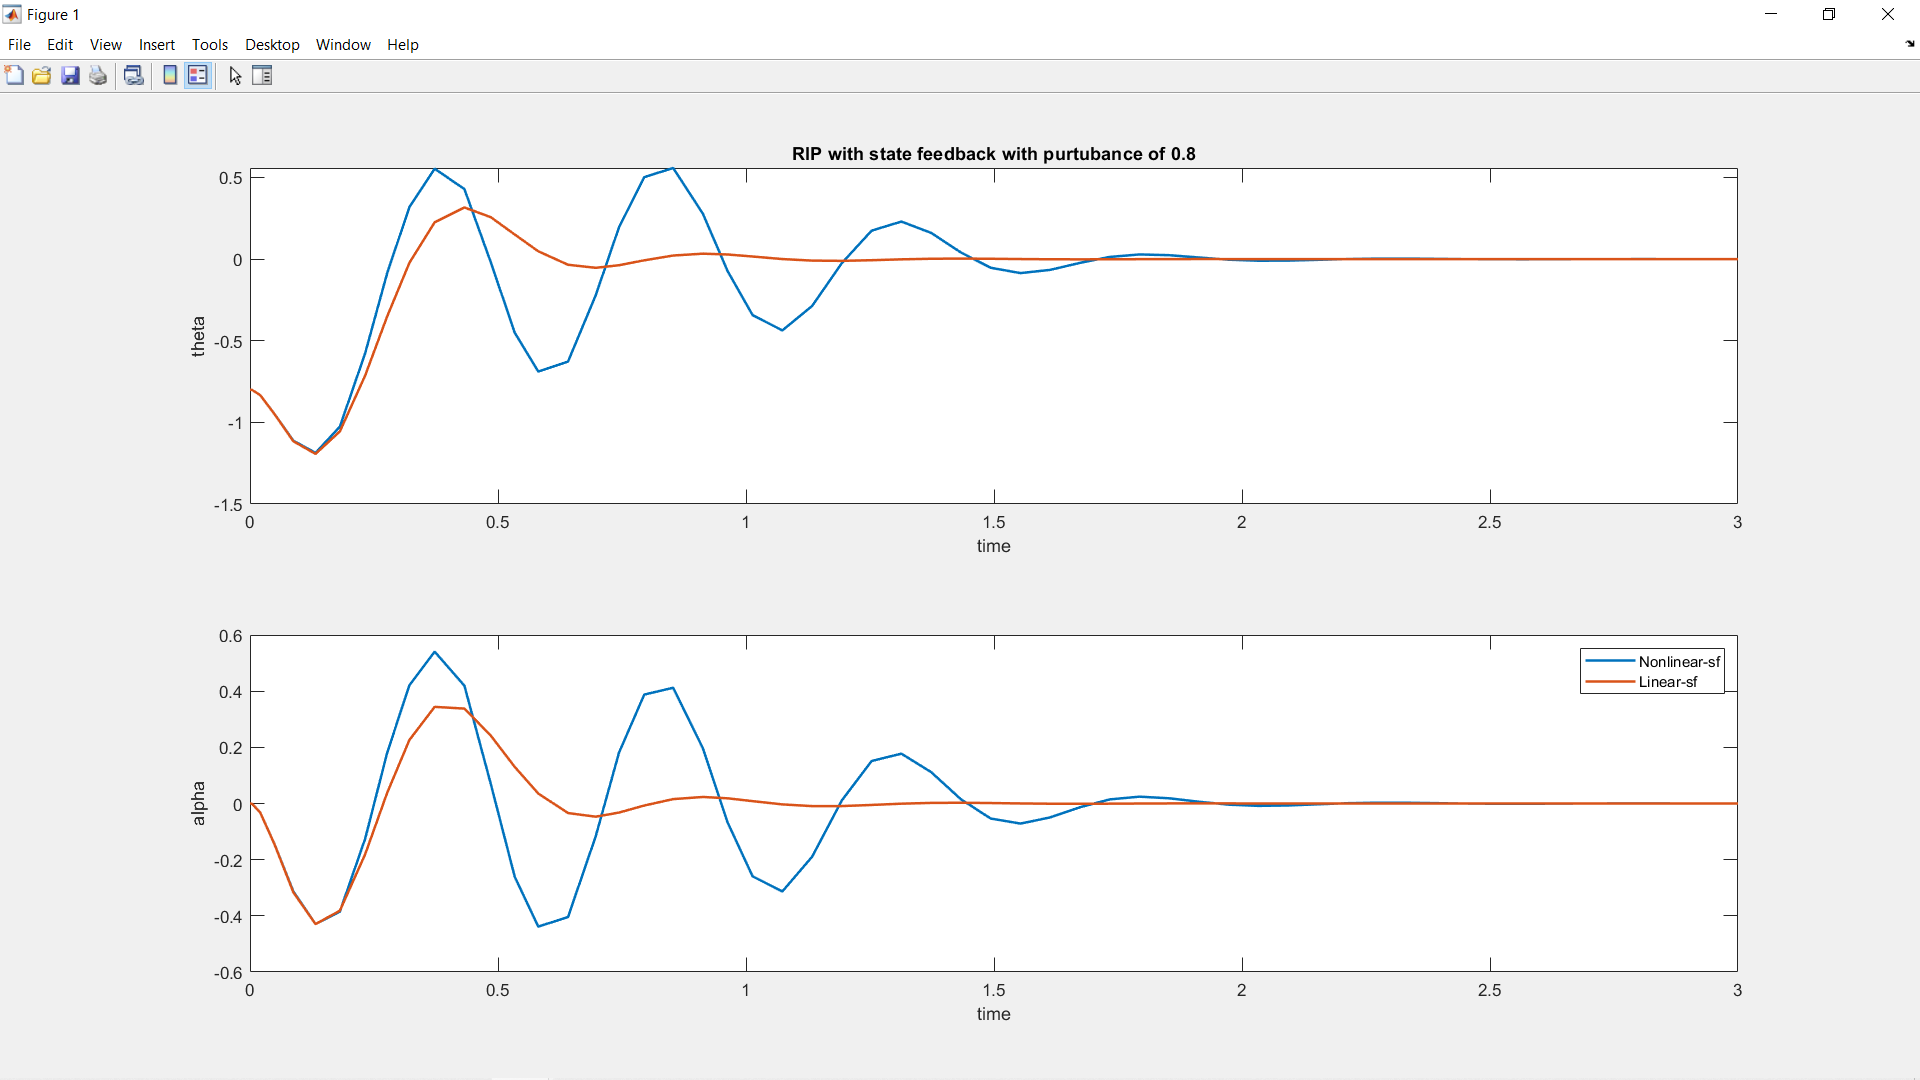 Figure 1
File Edit View Insert Tools Desktop Window Help
RIP with state feedback with purtubance of 0.8
0.5
0
-0.5
-1
-1.5
theta
0 0.5 1 1.5 2 2.5 3
time
0.6
0.4
0.2
0
-0.2
-0.4
-0.6
alpha
Nonlinear-sf
Linear-sf
0 0.5 1 1.5 2 2.5 3
time